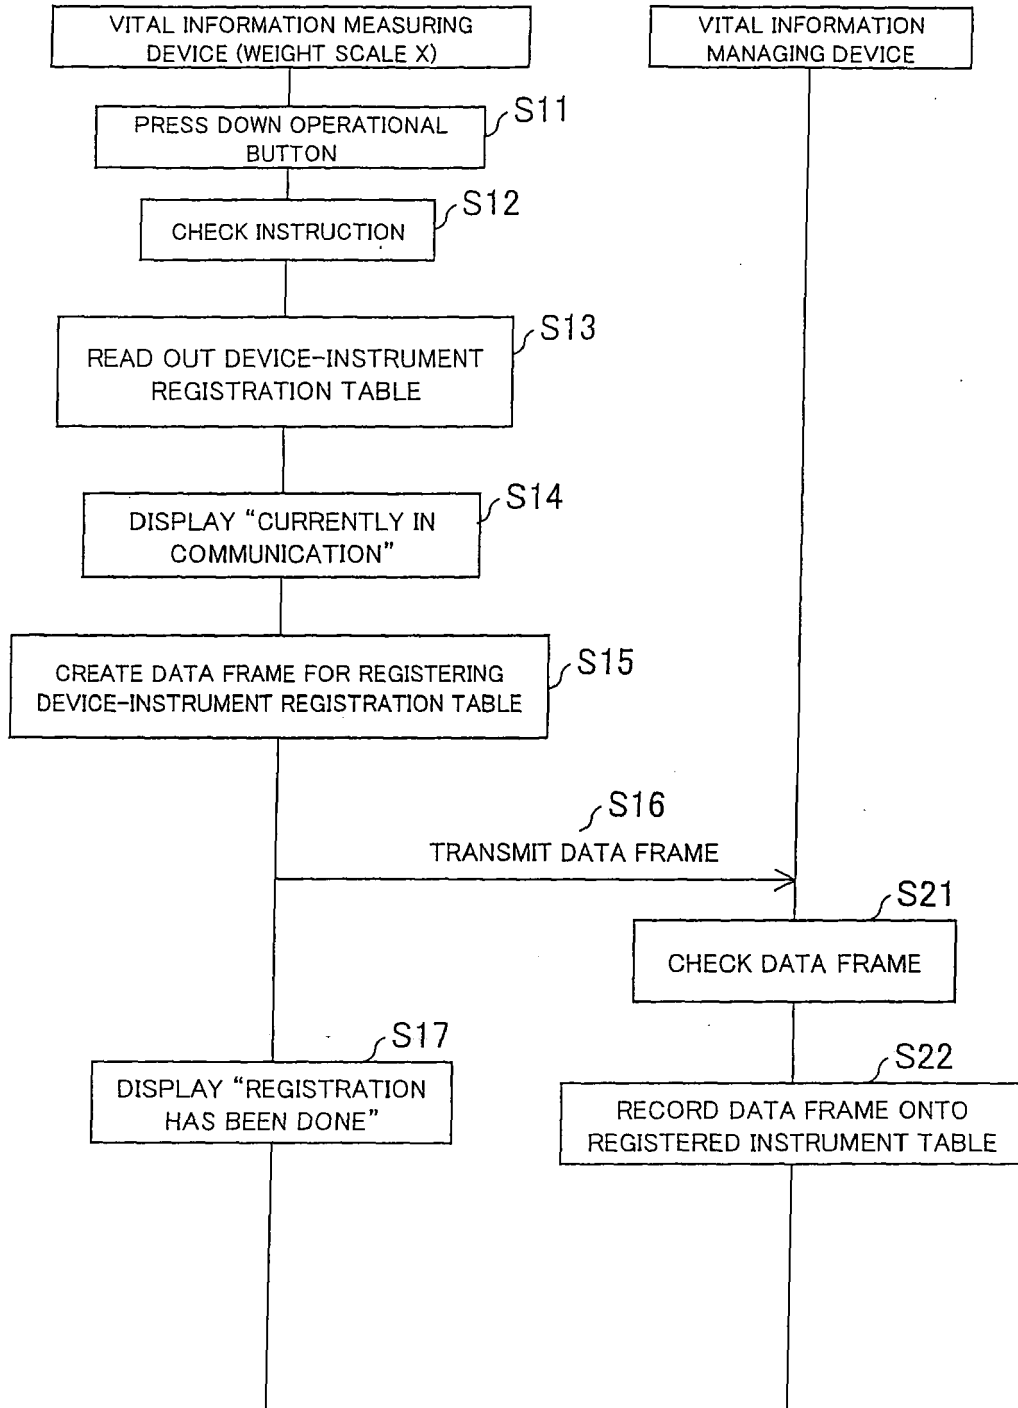 VITAL INFORMATION MEASURING
DEVICE (WEIGHT SCALE X)
VITAL INFORMATION
MANAGING DEVICE
S11
PRESS DOWN OPERATIONAL
BUTTON
S12
CHECK INSTRUCTION
S13
READ OUT DEVICE-INSTRUMENT
REGISTRATION TABLE
S14
DISPLAY “CURRENTLY IN
COMMUNICATION”
S15
CREATE DATA FRAME FOR REGISTERING
DEVICE-INSTRUMENT REGISTRATION TABLE
S16
TRANSMIT DATA FRAME
S21
CHECK DATA FRAME
S17
DISPLAY “REGISTRATION
HAS BEEN DONE”
S22
RECORD DATA FRAME ONTO
REGISTERED INSTRUMENT TABLE